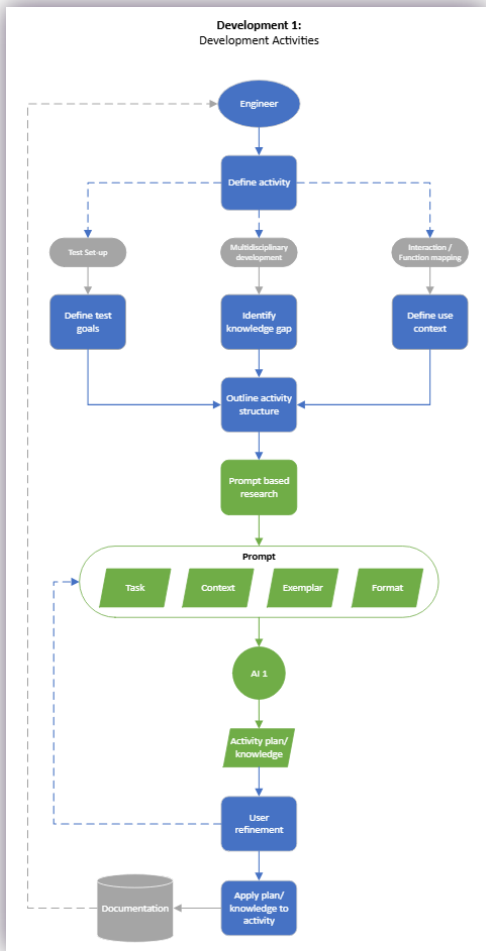 Development 1:
Development Activities
Engineer
Define activity
Test Set-up
Multidisciplinary
development
Interaction /
Function mapping
Define test
goals
Identify
knowledge gap
Define use
context
Outline activity
structure
Prompt based
research
Prompt
Task
Context
Exemplar
Format
AI 1
Activity plan/
knowledge
User
refinement
Documentation
Apply plan/
knowledge to
activity